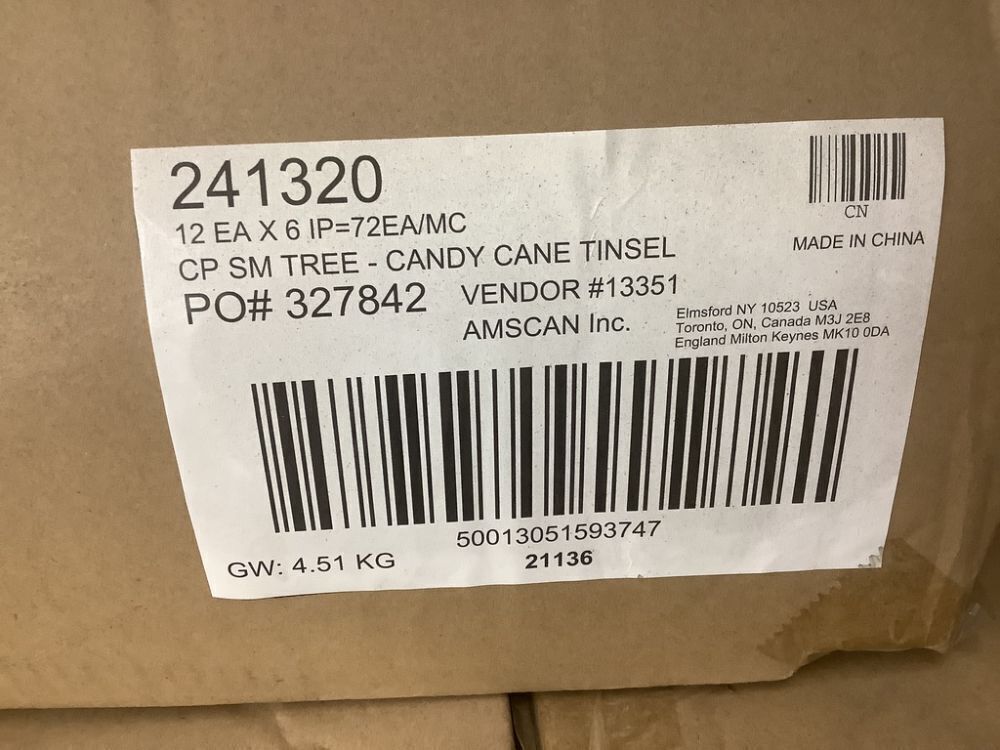 241320
12 EA X 6 IP=72EA/MC
CP SM TREE - CANDY CANE TINSEL
PO# 327842
VENDOR #13351
AMSCAN Inc.
CN
MADE IN CHINA
Elmsford NY 10523 USA
Toronto, ON, Canada M3J 2E8
England Milton Keynes MK10 0DA
50013051593747
GW: 4.51 KG
21136